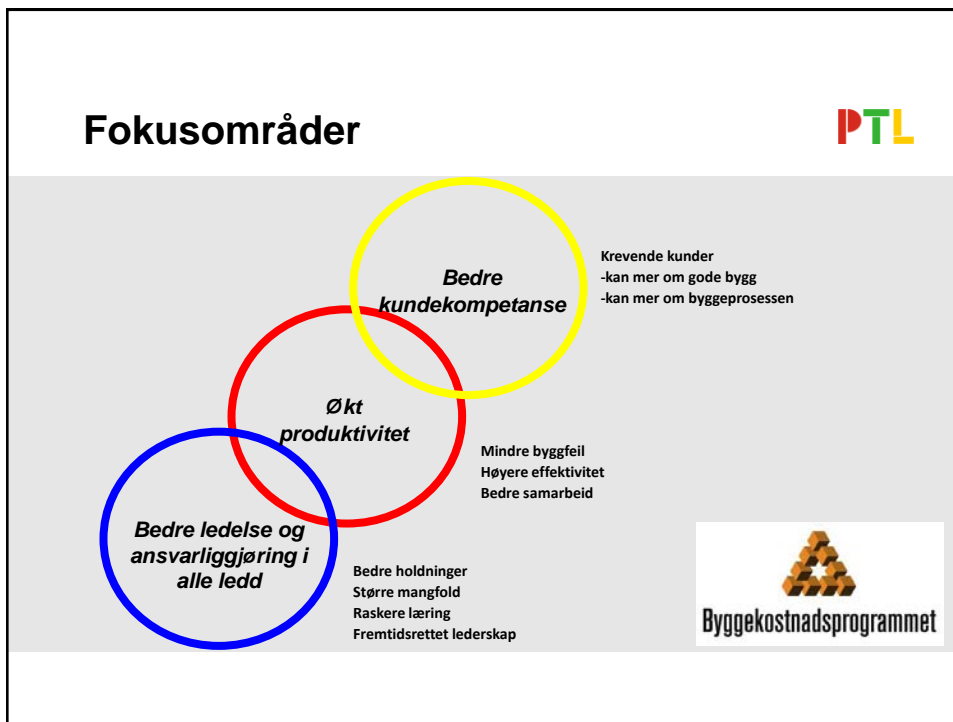 Fokusområder
PTL
Bedre
kundekompetanse
Krevende kunder
-kan mer om gode bygg
-kan mer om byggeprosessen
Økt
produktivitet
Mindre byggfeil
Høyere effektivitet
Bedre samarbeid
Bedre ledelse og
ansvarliggjøring i
alle ledd
Bedre holdninger
Større mangfold
Raskere læring
Fremtidsrettet lederskap
Byggekostnadsprogrammet